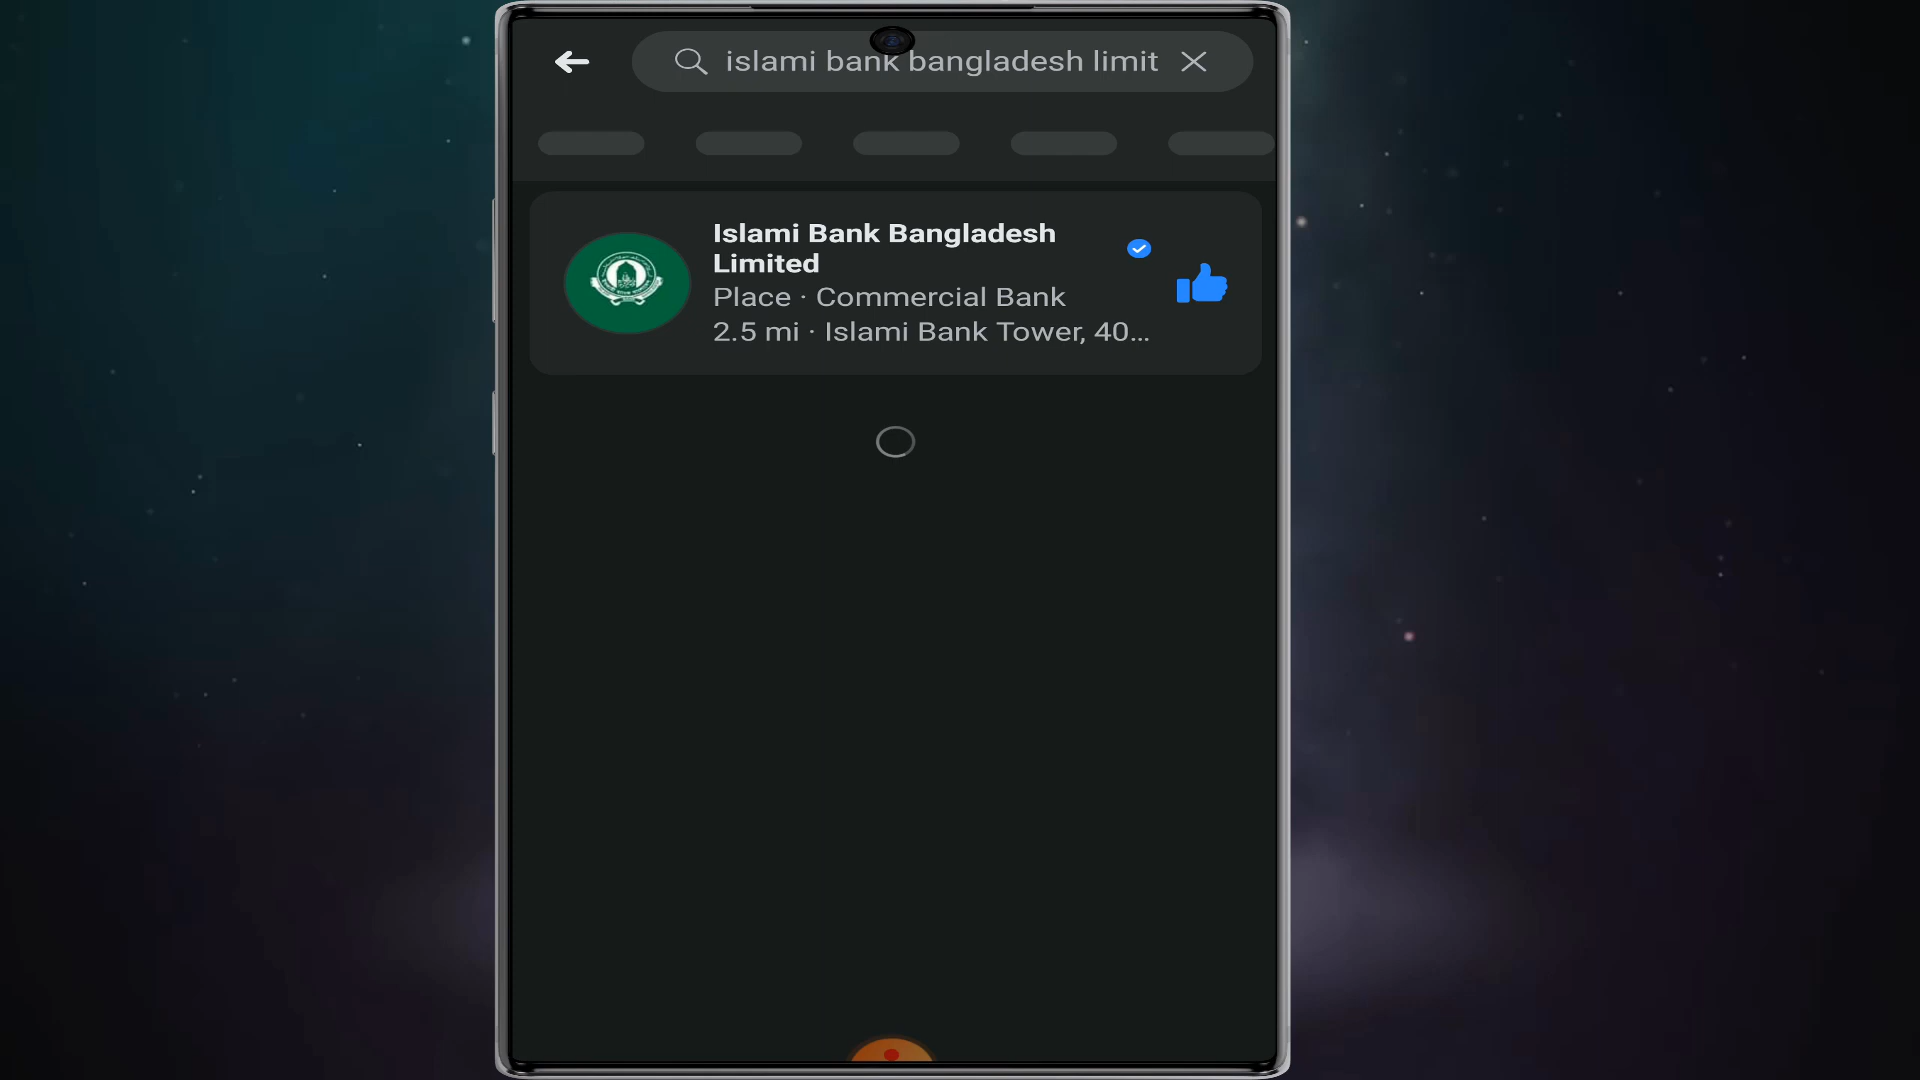 islami bank bangladesh limit
Islami Bank Bangladesh
Limited
Place · Commercial Bank
2.5 mi · Islami Bank Tower, 40...